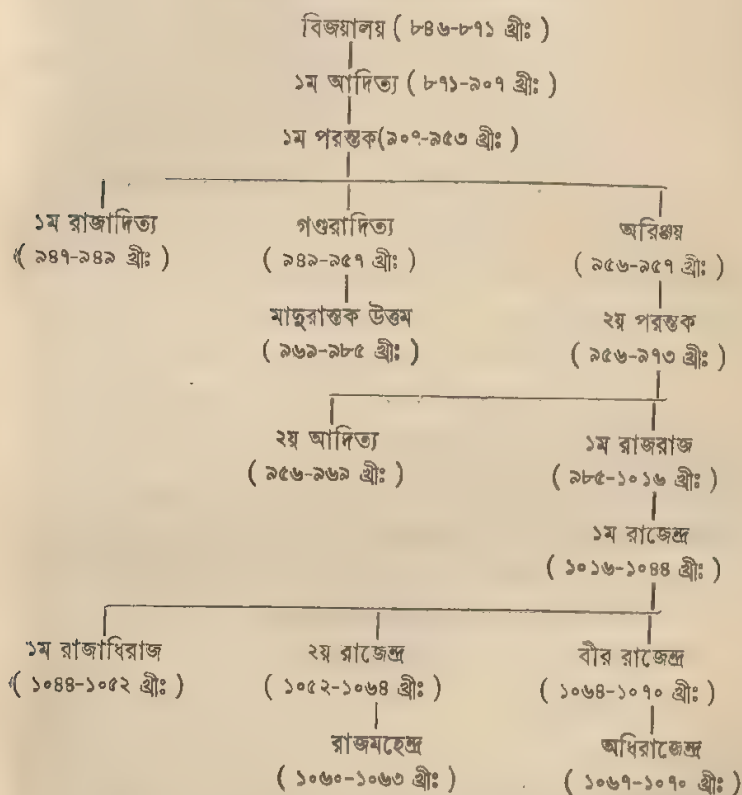 বিজয়ালয় ( ৮৪৬-৮৭১ খ্রীঃ )
১ম আদিত্য ( ৮৭১-৯০৭ খ্রীঃ )
১ম পরন্তক(৯০৭-৯৫৩ খ্রীঃ )
১ম রাজাদিত্য গণ্ডরাদিত্য অরিঞ্জয়
( ৯৪৭-৯৪৯ খ্রীঃ ) ( ৯৪৯-৯৫৭ খ্রীঃ ) ( ৯৫৬-৯৫৭ খ্রীঃ )
মাদুরান্তক উত্তম ২য় পরন্তক
( ৯৬৯-৯৮৫ খ্রীঃ ) ( ৯৫৬-৯৭৩ খ্রীঃ )
২য় আদিত্য ১ম রাজরাজ
( ৯৫৬-৯৬৯ খ্রীঃ ) ( ৯৮৫-১০১৬ খ্রীঃ )
১ম রাজেন্দ্র
( ১০১৬-১০৪৪ খ্রীঃ )
১ম রাজাধিরাজ ২য় রাজেন্দ্র বীর রাজেন্দ্র
( ১০৪৪-১০৫২ খ্রীঃ ) ( ১০৫২-১০৬৪ খ্রীঃ ) ( ১০৬৪-১০৭০ খ্রীঃ )
রাজমহেন্দ্র অধিরাজেন্দ্র
( ১০৬০-১০৬৩ খ্রীঃ ) ( ১০৬৭-১০৭০ খ্রীঃ )